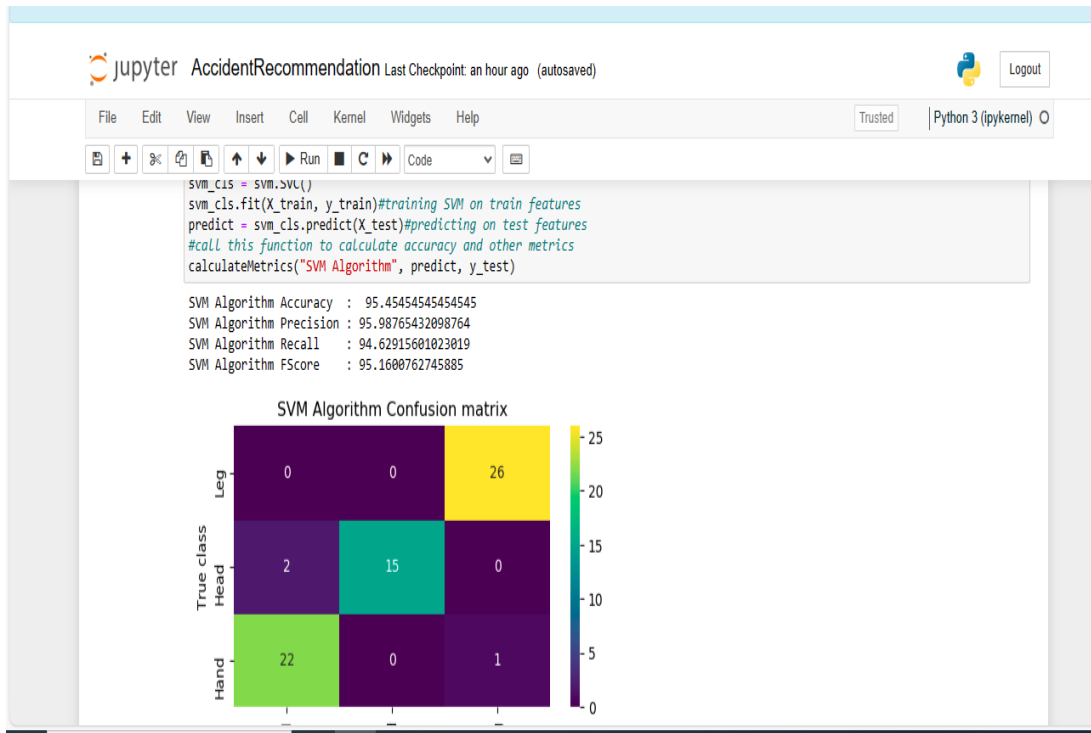 jupyter AccidentRecommendation Last Checkpoint: an hour ago (autosaved)
Logout
File Edit View Insert Cell Kernel Widgets Help
Trusted
Python 3 (ipykernel)
Run
Code
svm_cls = svm.SVC()
svm_cls.fit(X_train, y_train)#training SVM on train features
predict = svm_cls.predict(X_test)#predicting on test features
#call this function to calculate accuracy and other metrics
calculateMetrics("SVM Algorithm", predict, y_test)
SVM Algorithm Accuracy : 95.45454545454545
SVM Algorithm Precision : 95.98765432098764
SVM Algorithm Recall : 94.62915601023019
SVM Algorithm FScore : 95.1600762745885
SVM Algorithm Confusion matrix
True class
Leg
0 0 26
Head
2 15 0
Hand
22 0 1
25
20
15
10
5
0